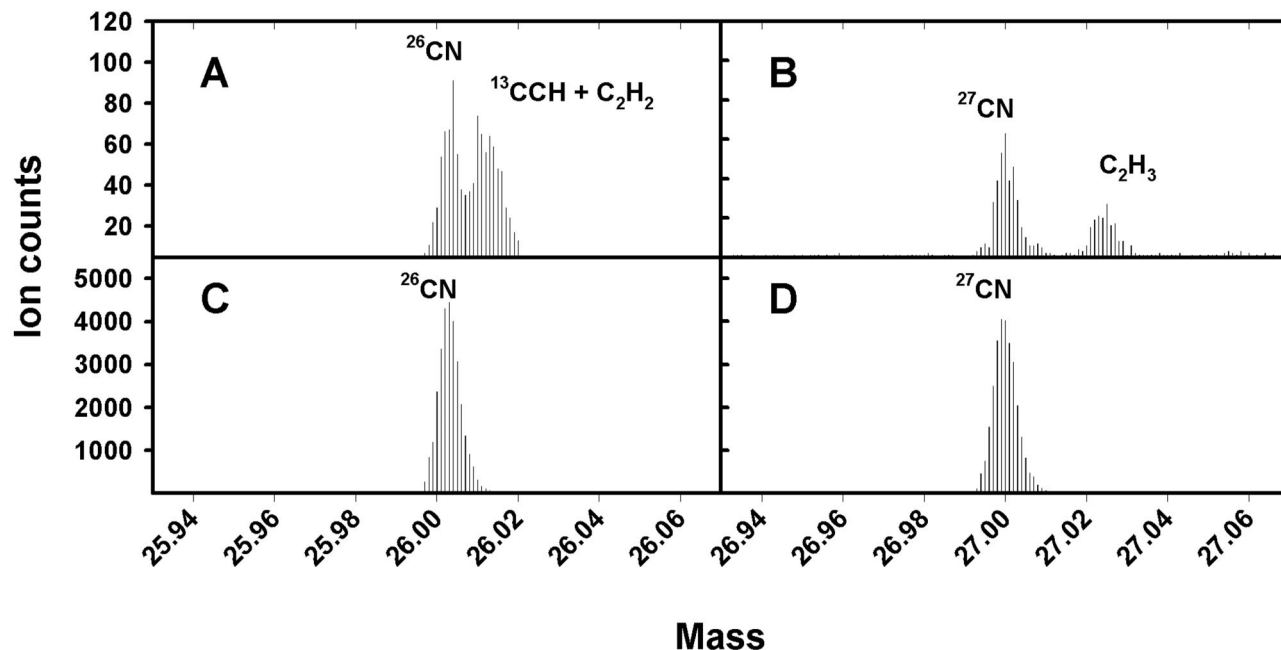 120
100
80
60
40
20
A
²⁶CN
¹³CCH + C₂H₂
B
²⁷CN
C₂H₃
Ion counts
5000
4000
3000
2000
1000
C
²⁶CN
D
²⁷CN
25.94
25.96
25.98
26.00
26.02
26.04
26.06
26.94
26.96
26.98
27.00
27.02
27.04
27.06
Mass